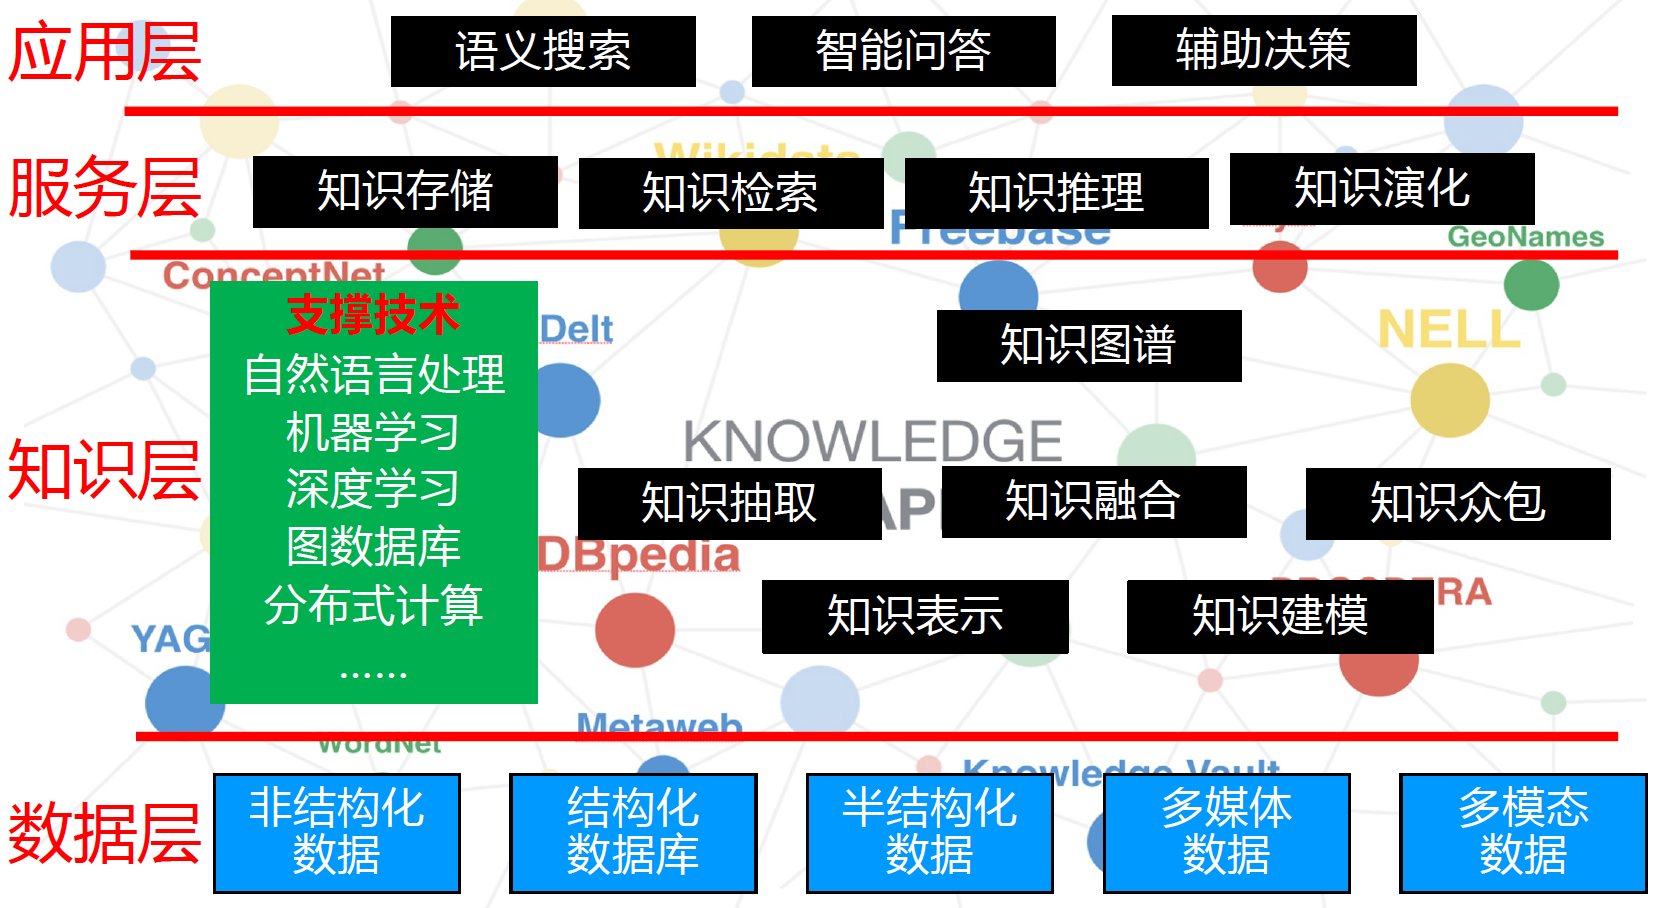 应用层
语义搜索
智能问答
辅助决策
服务层
知识存储
知识检索
知识推理
知识演化
Wikidata
Freebase
GeoNames
ConceptNet
支撑技术
自然语言处理
机器学习
深度学习
图数据库
分布式计算
……
Delt
知识图谱
NELL
知识层
KNOWLEDGE
知识抽取
知识融合
知识众包
DBpedia
RA
知识表示
知识建模
YAG
Metaweb
WordNet
Knowledge Vault
数据层
非结构化
数据
结构化
数据库
半结构化
数据
多媒体
数据
多模态
数据